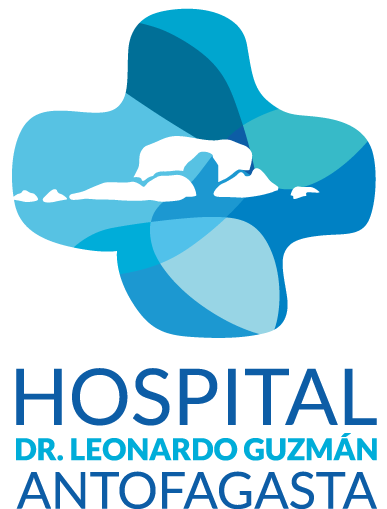 HOSPITAL
DR. LEONARDO GUZMÁN
ANTOFAGASTA